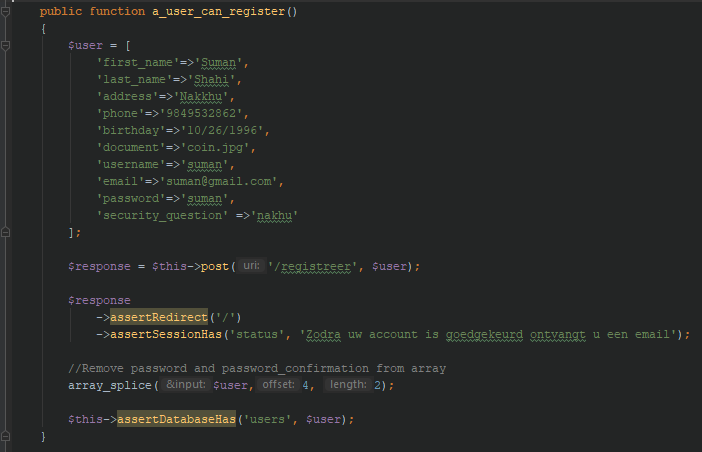 public function a_user_can_register()
{
$user = [
'first_name'=>'Suman',
'last_name'=>'Shahi',
'address'=>'Nakkhu',
'phone'=>'9849532862',
'birthday'=>'10/26/1996',
'document'=>'coin.jpg',
'username'=>'suman',
'email'=>'suman@gmail.com',
'password'=>'suman',
'security_question' =>'nakhu'
];
$response = $this->post( uri: '/registreer', $user);
$response
->assertRedirect('/')
->assertSessionHas('status', 'Zodra uw account is goedgekeurd ontvangt u een email');
//Remove password and password_confirmation from array
array_splice( &input: $user, offset: 4, length: 2);
$this->assertDatabaseHas('users', $user);
}